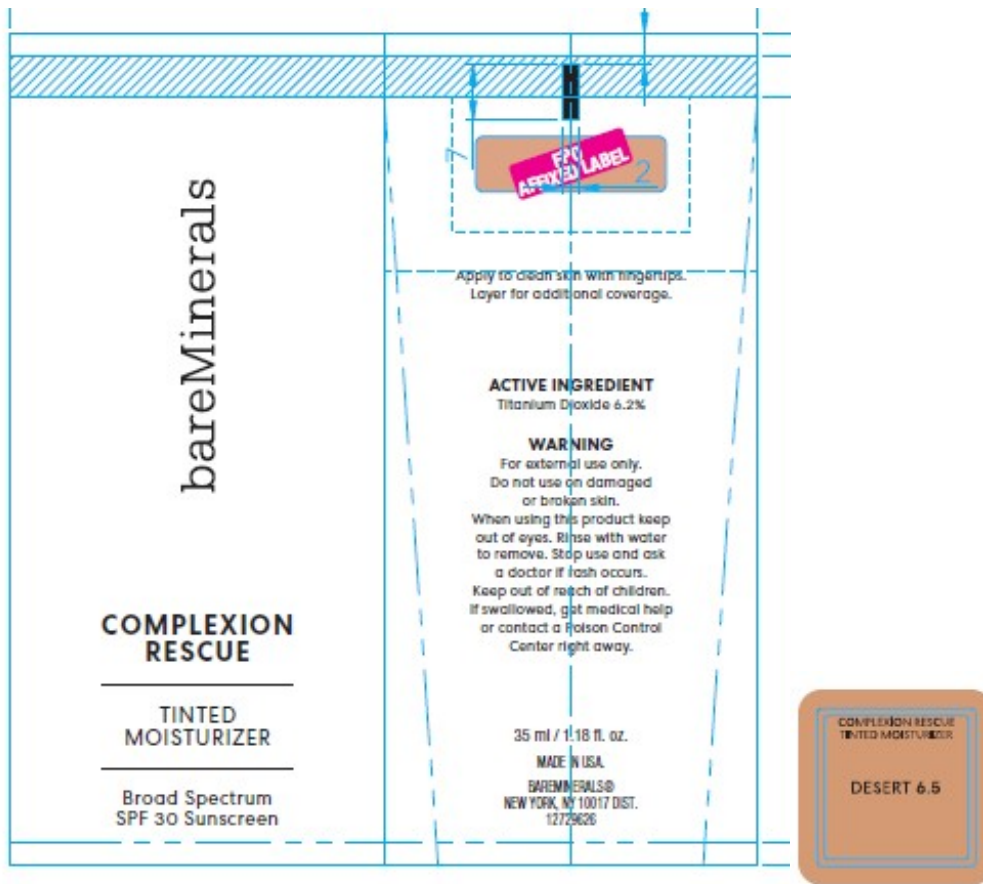 bareMinerals
COMPLEXION
RESCUE
TINTED
MOISTURIZER
Broad Spectrum
SPF 30 Sunscreen
7
FPO
AFFIXED LABEL
2
Apply to clean skin with fingertips.
Layer for additional coverage.
ACTIVE INGREDIENT
Titanium Dioxide 6.2%
WARNING
For external use only.
Do not use on damaged
or broken skin.
When using this product keep
out of eyes. Rinse with water
to remove. Stop use and ask
a doctor if rash occurs.
Keep out of reach of children.
If swallowed, get medical help
or contact a Poison Control
Center right away.
35 ml / 1.18 fl. oz.
MADE IN USA.
BAREMINERALS®
NEW YORK, NY 10017 DIST.
12729626
COMPLEXION RESCUE
TINTED MOISTURIZER
DESERT 6.5